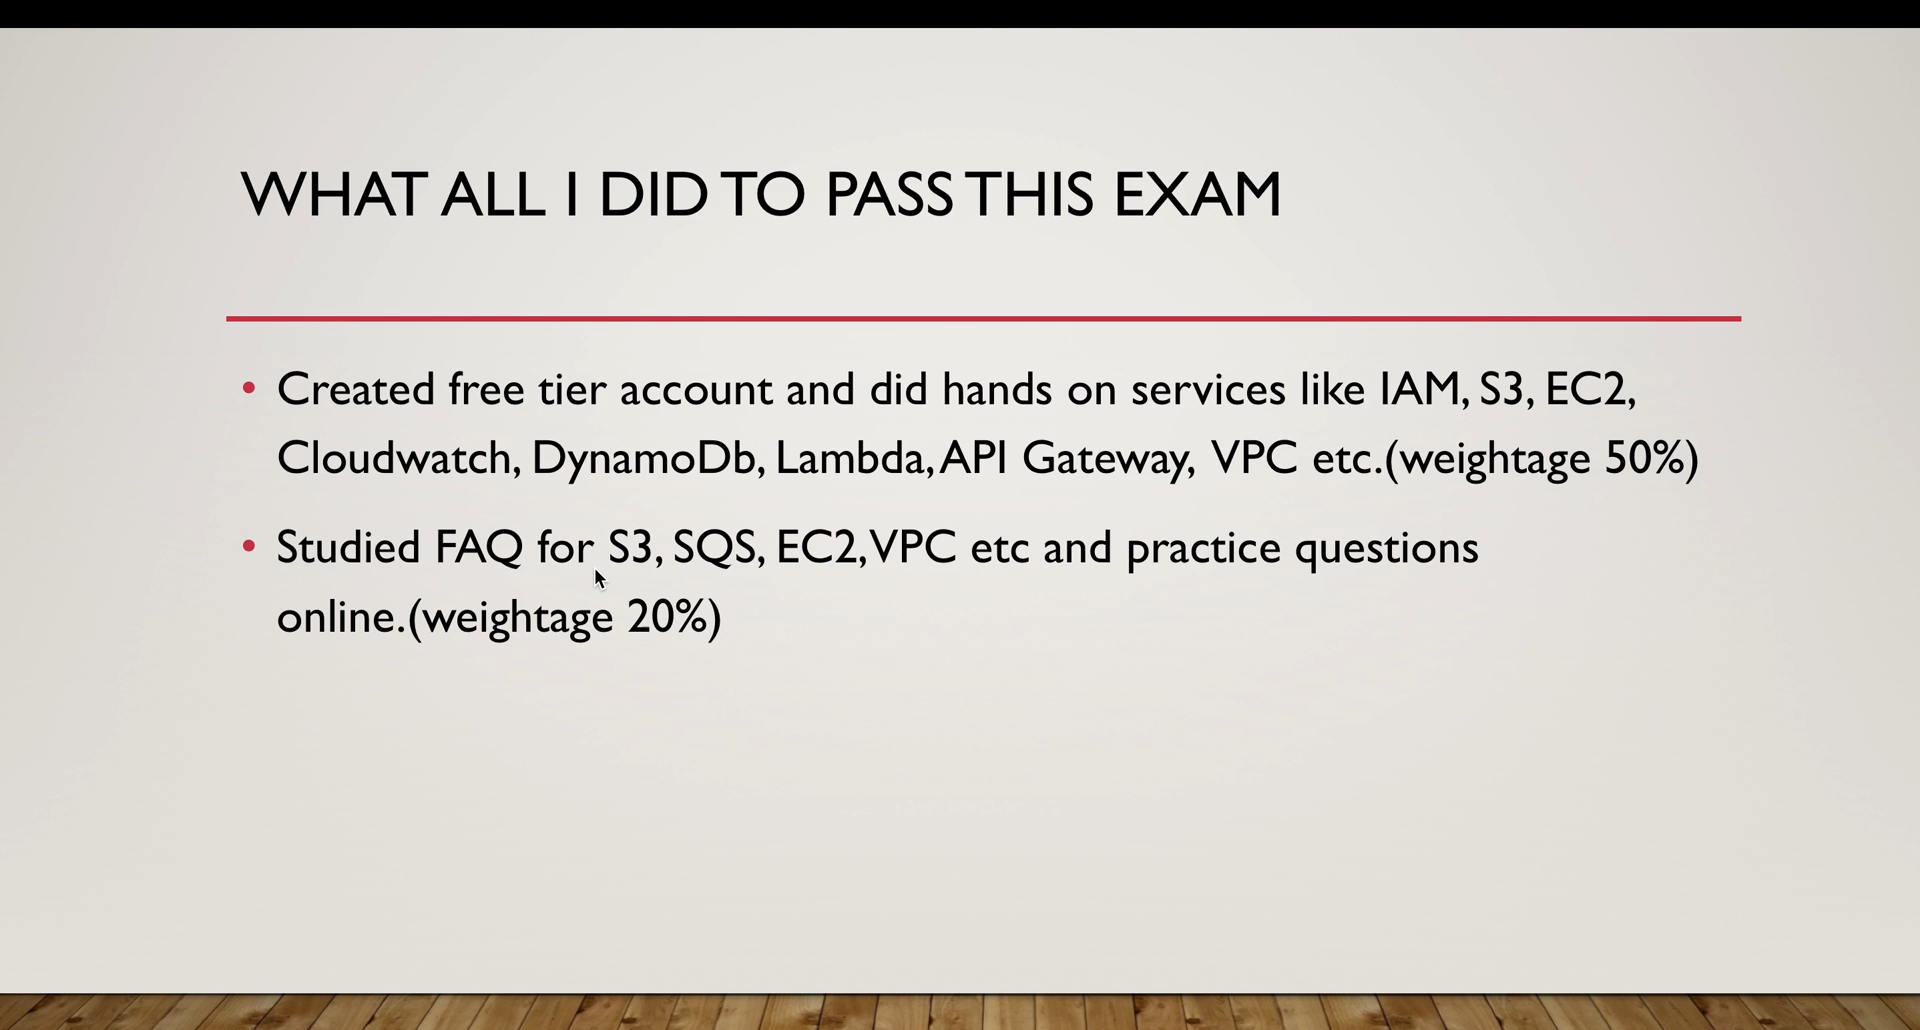 WHAT ALL I DID TO PASS THIS EXAM
• Created free tier account and did hands on services like IAM, S3, EC2,
Cloudwatch, DynamoDb, Lambda, API Gateway, VPC etc.(weightage 50%)
• Studied FAQ for S3, SQS, EC2, VPC etc and practice questions
online.(weightage 20%)